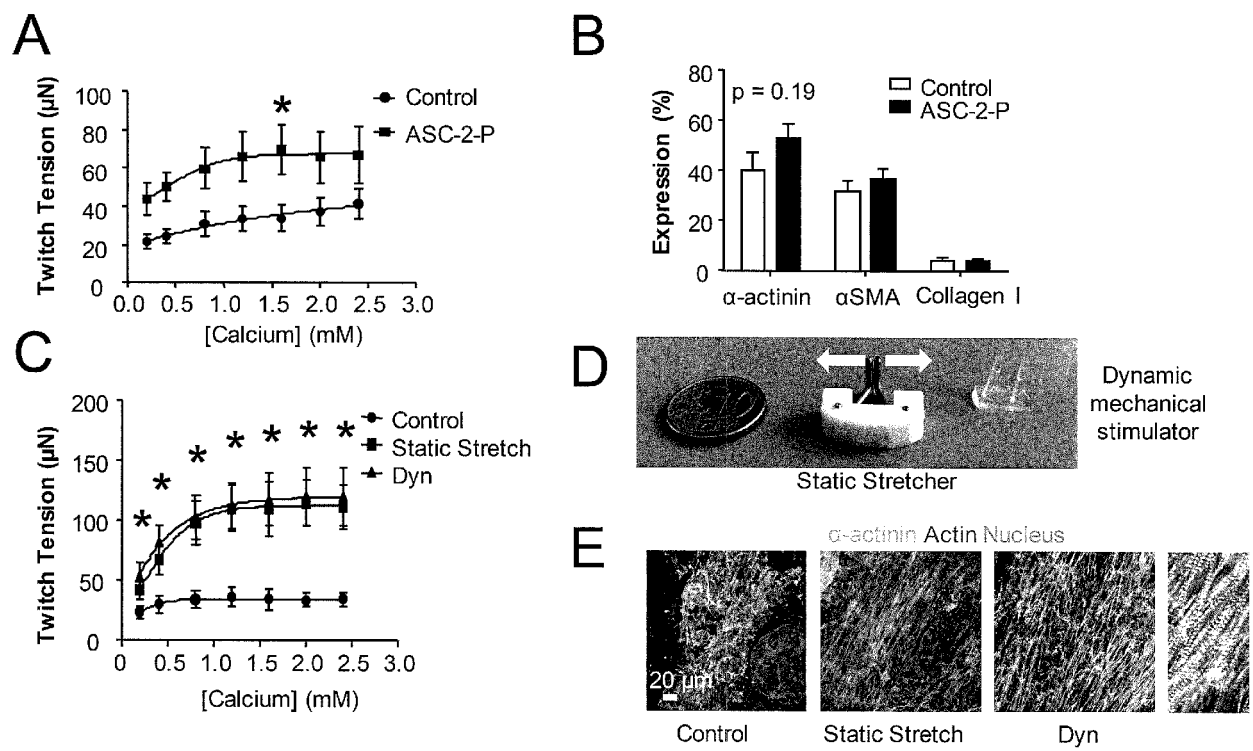 A
Twitch Tension (µN)
100
80
60
40
20
0
*
Control
ASC-2-P
0.0 0.5 1.0 1.5 2.0 2.5 3.0
[Calcium] (mM)
B
Expression (%)
80
60
40
20
0
p = 0.19
Control
ASC-2-P
α-actinin αSMA Collagen I
C
Twitch Tension (µN)
200
150
100
50
0
* * * * * * *
Control
Static Stretch
Dyn
0 0.5 1.0 1.5 2.0 2.5 3.0
[Calcium] (mM)
D
Dynamic
mechanical
stimulator
Static Stretcher
E
α-actinin Actin Nucleus
20 µm
Control Static Stretch Dyn